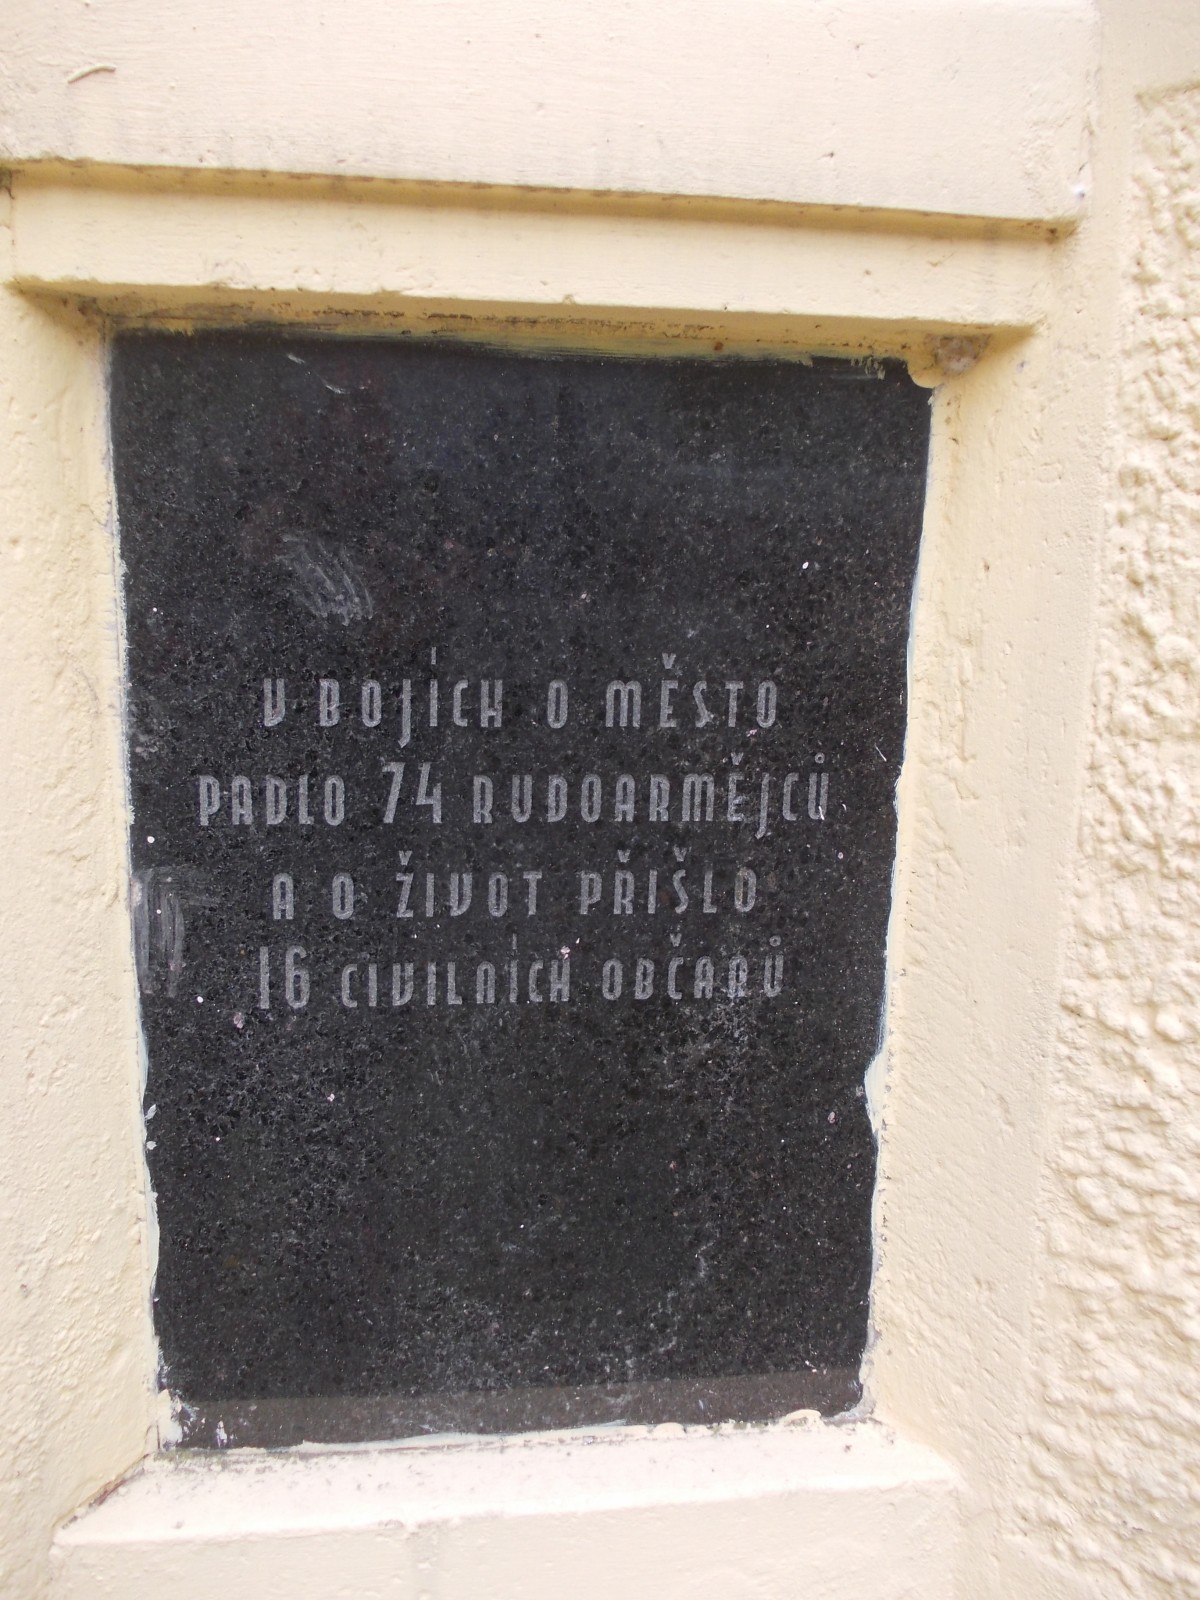 V BOJÍCH O MĚSTO
PADLO 74 RUDOARMĚJCŮ
A O ŽIVOT PŘIŠLO
16 CIVILNÍCH OBČANŮ